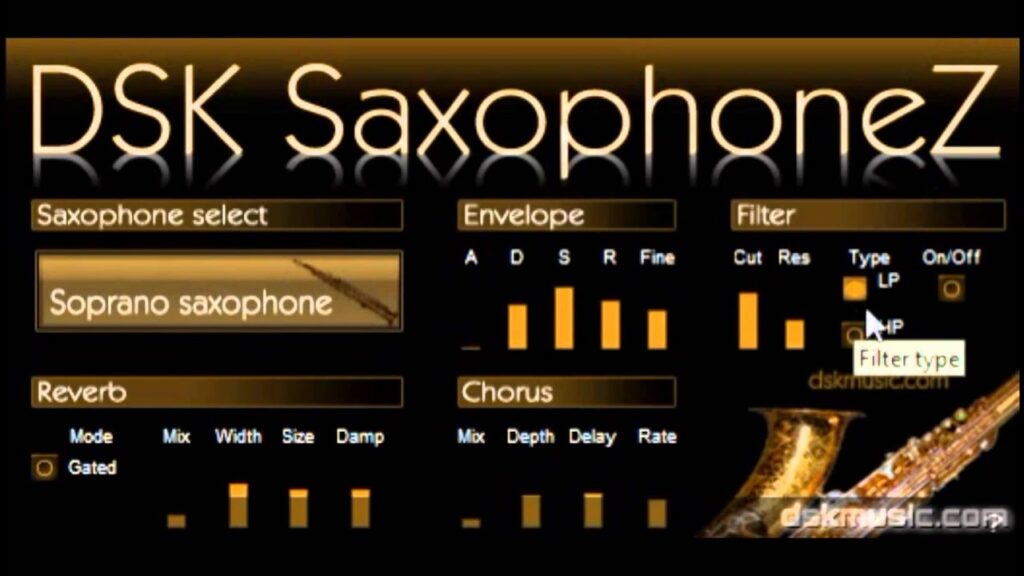 DSK SaxophoneZ
Saxophone select
Soprano saxophone
Envelope
A D S R Fine
Filter
Cut Res Type On/Off
LP
HP
Filter type
Reverb
Mode Mix Width Size Damp
Gated
Chorus
Mix Depth Delay Rate
dskmusic.com
dskmusic.com
?